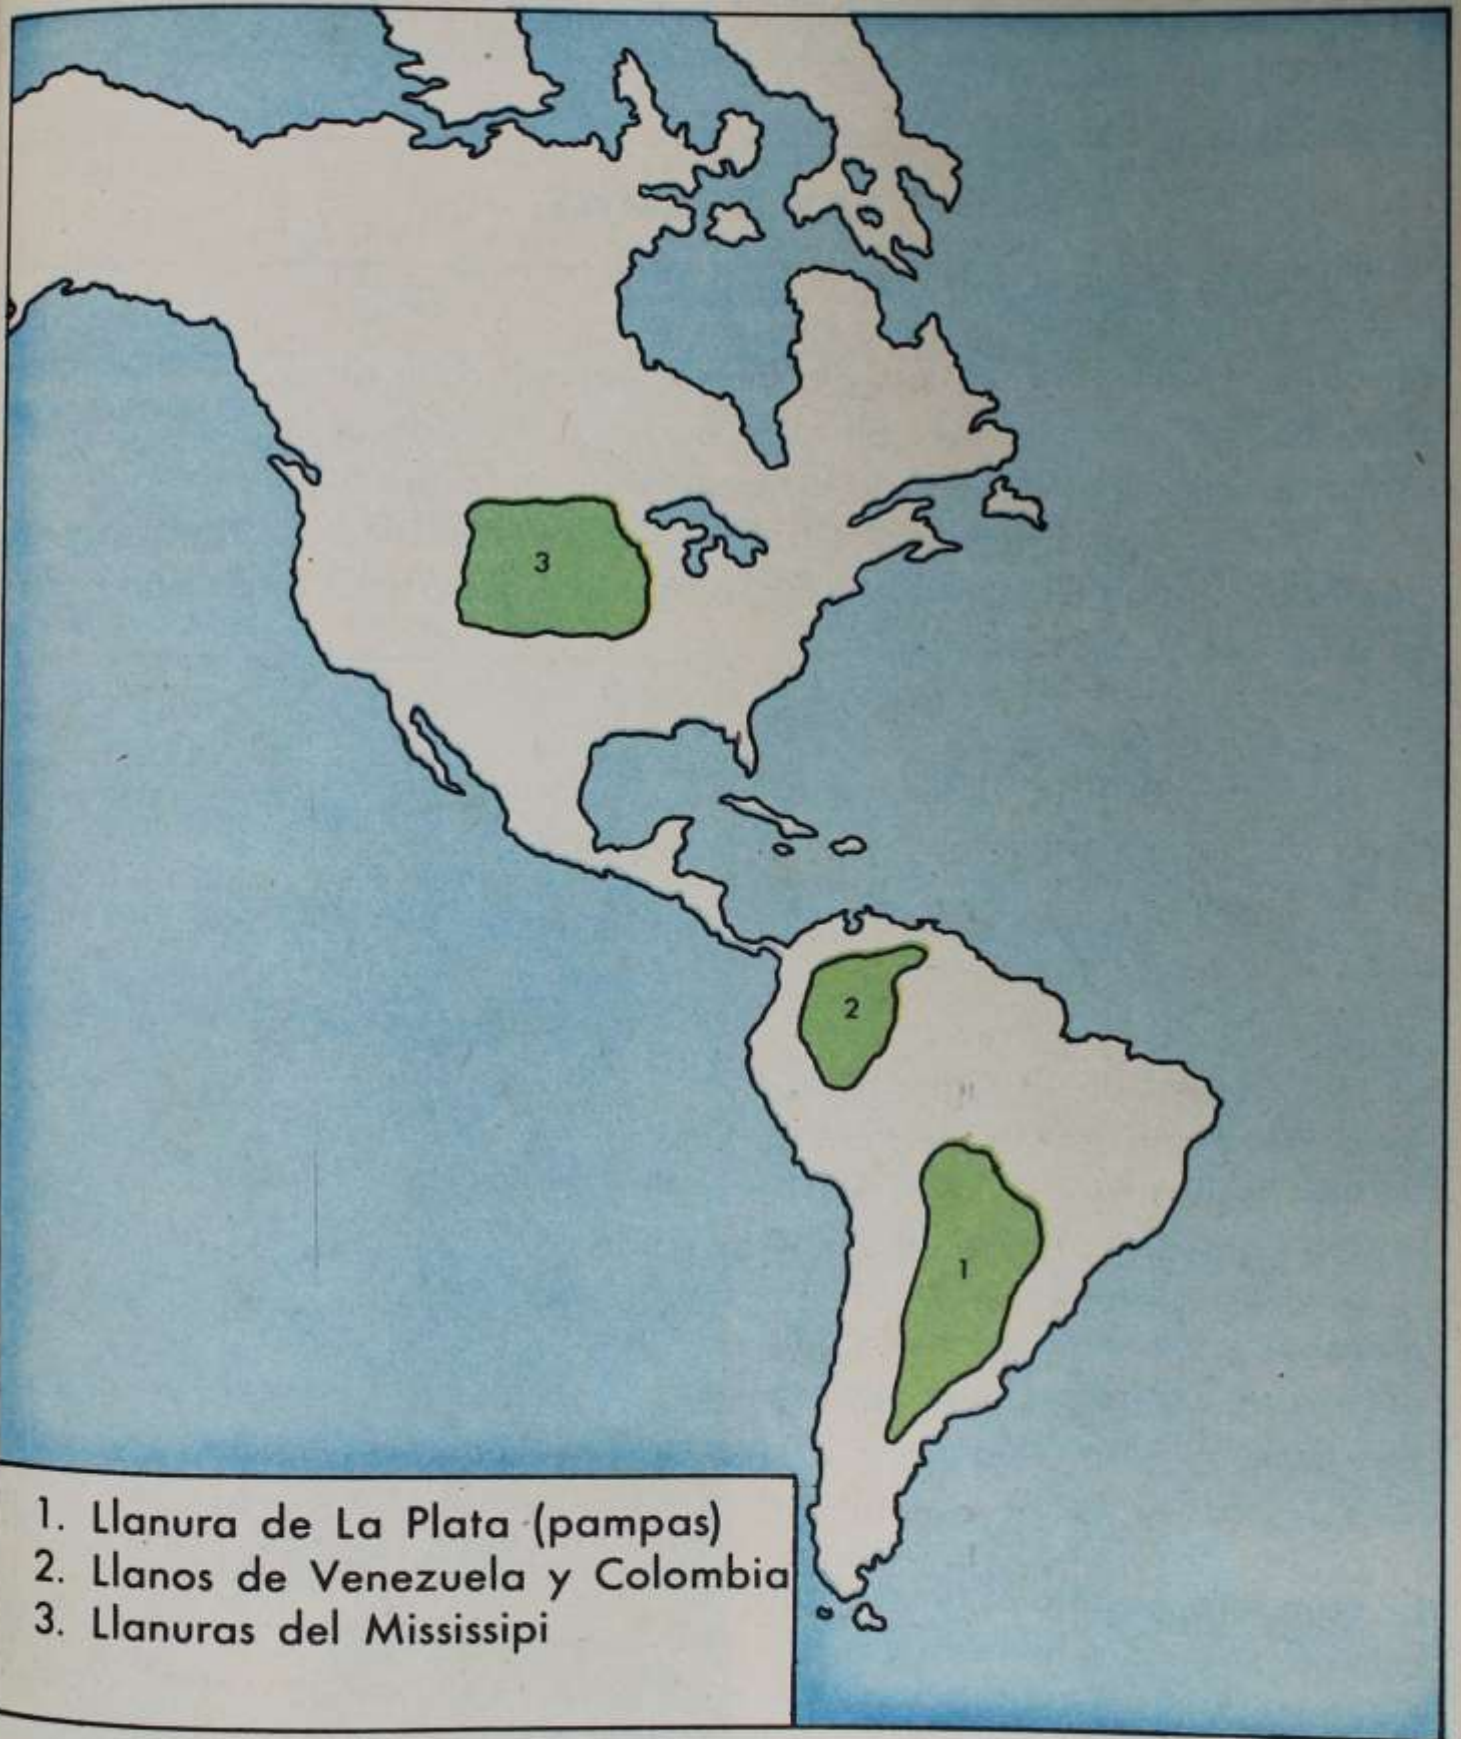 3
2
1
1. Llanura de La Plata (pampas)
2. Llanos de Venezuela y Colombia
3. Llanuras del Mississipi